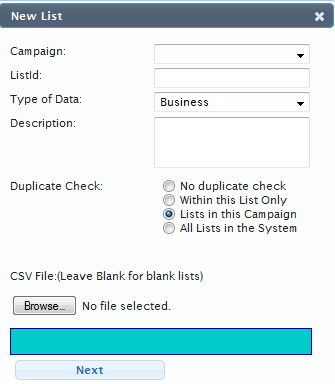 New List
Campaign:
ListId:
Type of Data: Business
Description:
Duplicate Check: No duplicate check
Within this List Only
Lists in this Campaign
All Lists in the System
CSV File:(Leave Blank for blank lists)
Browse... No file selected.
Next